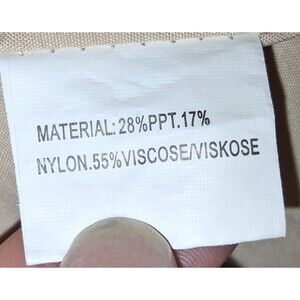 MATERIAL:28%PPT.17%
NYLON.55%VISCOSE/VISKOSE